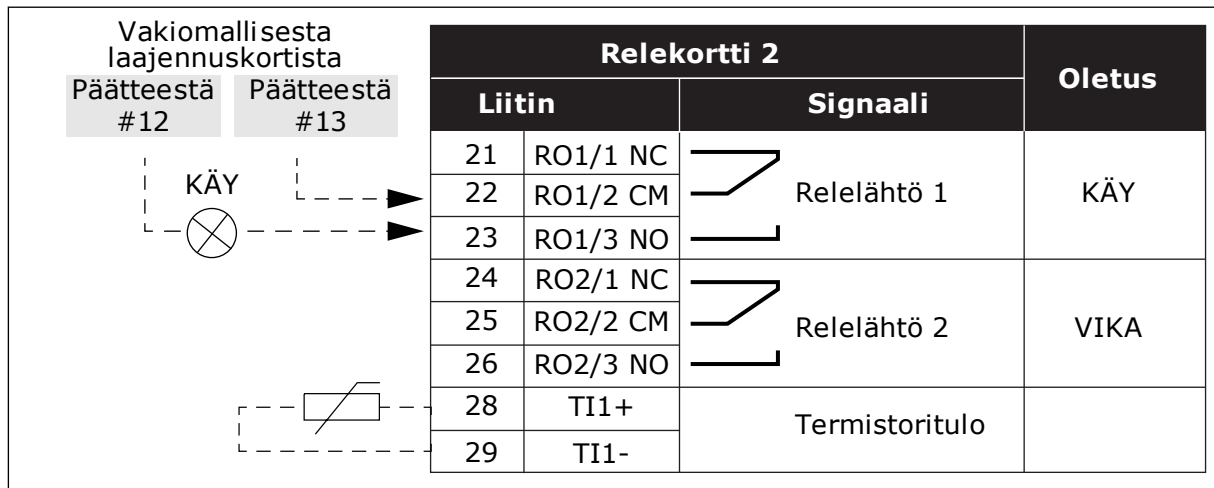 Vakiomallisesta
laajennuskortista
Päätteestä
#12
Päätteestä
#13
KÄY
Relekortti 2
Oletus
Liitin
Signaali
21 RO1/1 NC
22 RO1/2 CM
Relelähtö 1
KÄY
23 RO1/3 NO
24 RO2/1 NC
25 RO2/2 CM
Relelähtö 2
VIKA
26 RO2/3 NO
28 TI1+
Termistoritulo
29 TI1-